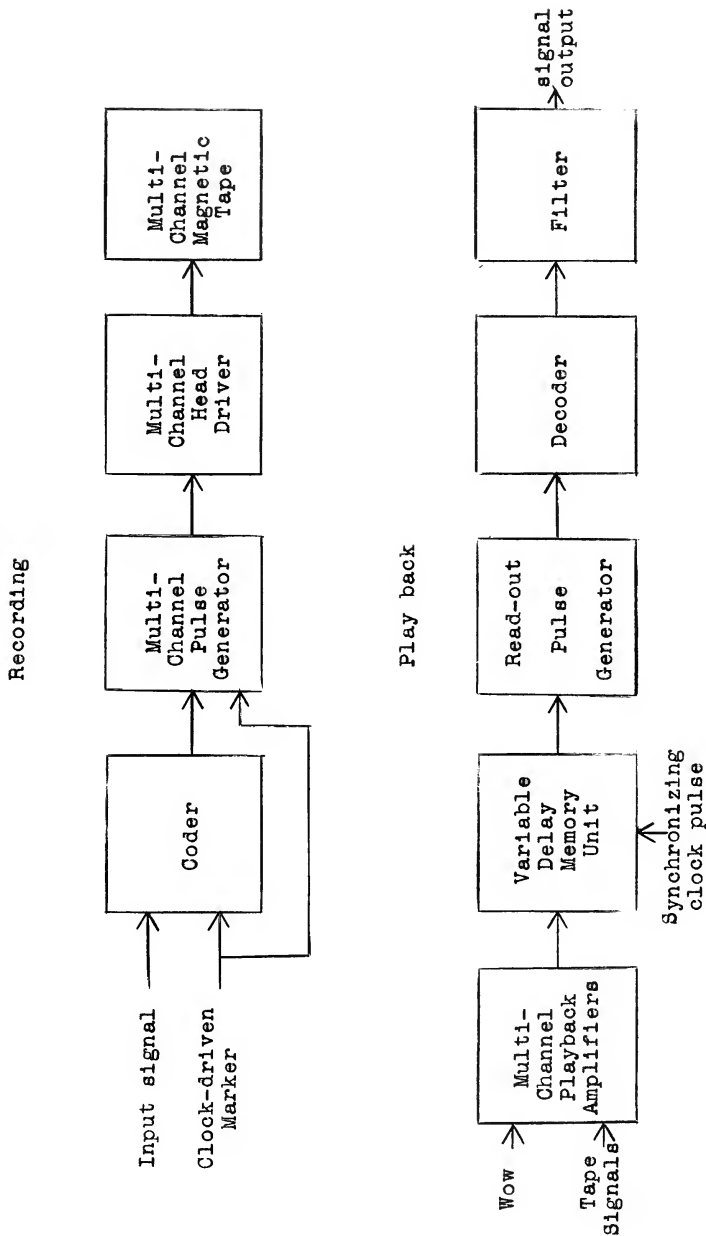 Recording
Input signal
Clock-driven
Marker
Coder
Multi-
Channel
Pulse
Generator
Multi-
Channel
Head
Driver
Multi-
Channel
Magnetic
Tape
Play back
Wow
Tape
Signals
Multi-
Channel
Playback
Amplifiers
Variable
Delay
Memory
Unit
Synchronizing
clock pulse
Read-out
Pulse
Generator
Decoder
Filter
signal
output